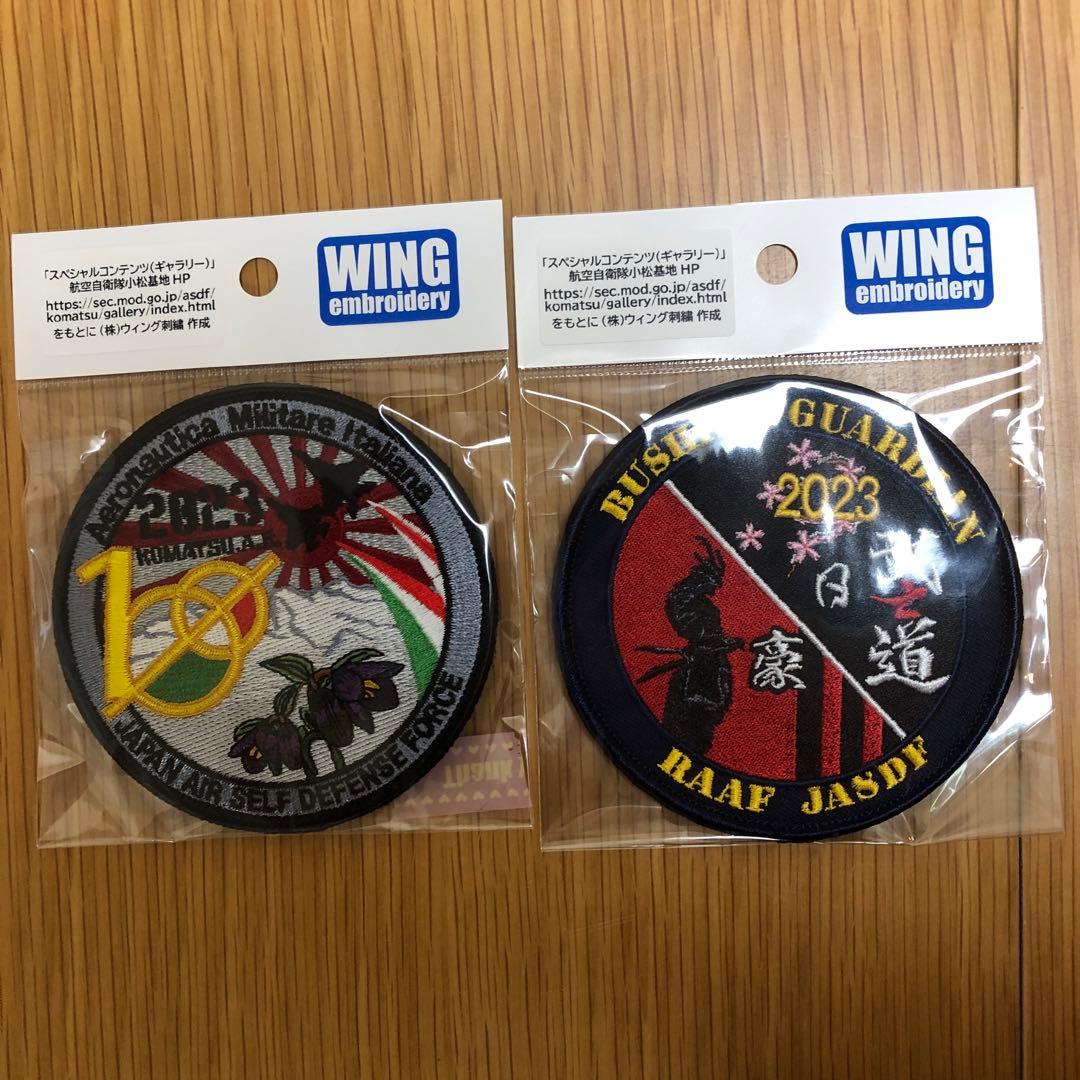 「スペシャルコンテンツ(ギャラリー)」
航空自衛隊小松基地 HP
https://sec.mod.go.jp/asdf/
komatsu/gallery/index.html
をもとに (株)ウィング刺繍 作成
WING
embroidery
Aeronautica Militare Italiana
2023
KOMATSU.A.B
10
JAPAN AIR SELF DEFENSE FORCE
Thank
「スペシャルコンテンツ(ギャラリー)」
航空自衛隊小松基地 HP
https://sec.mod.go.jp/asdf/
komatsu/gallery/index.html
をもとに (株)ウィング刺繍 作成
WING
embroidery
GUARDIAN
2023
武士道
日
豪
RAAF JASDF